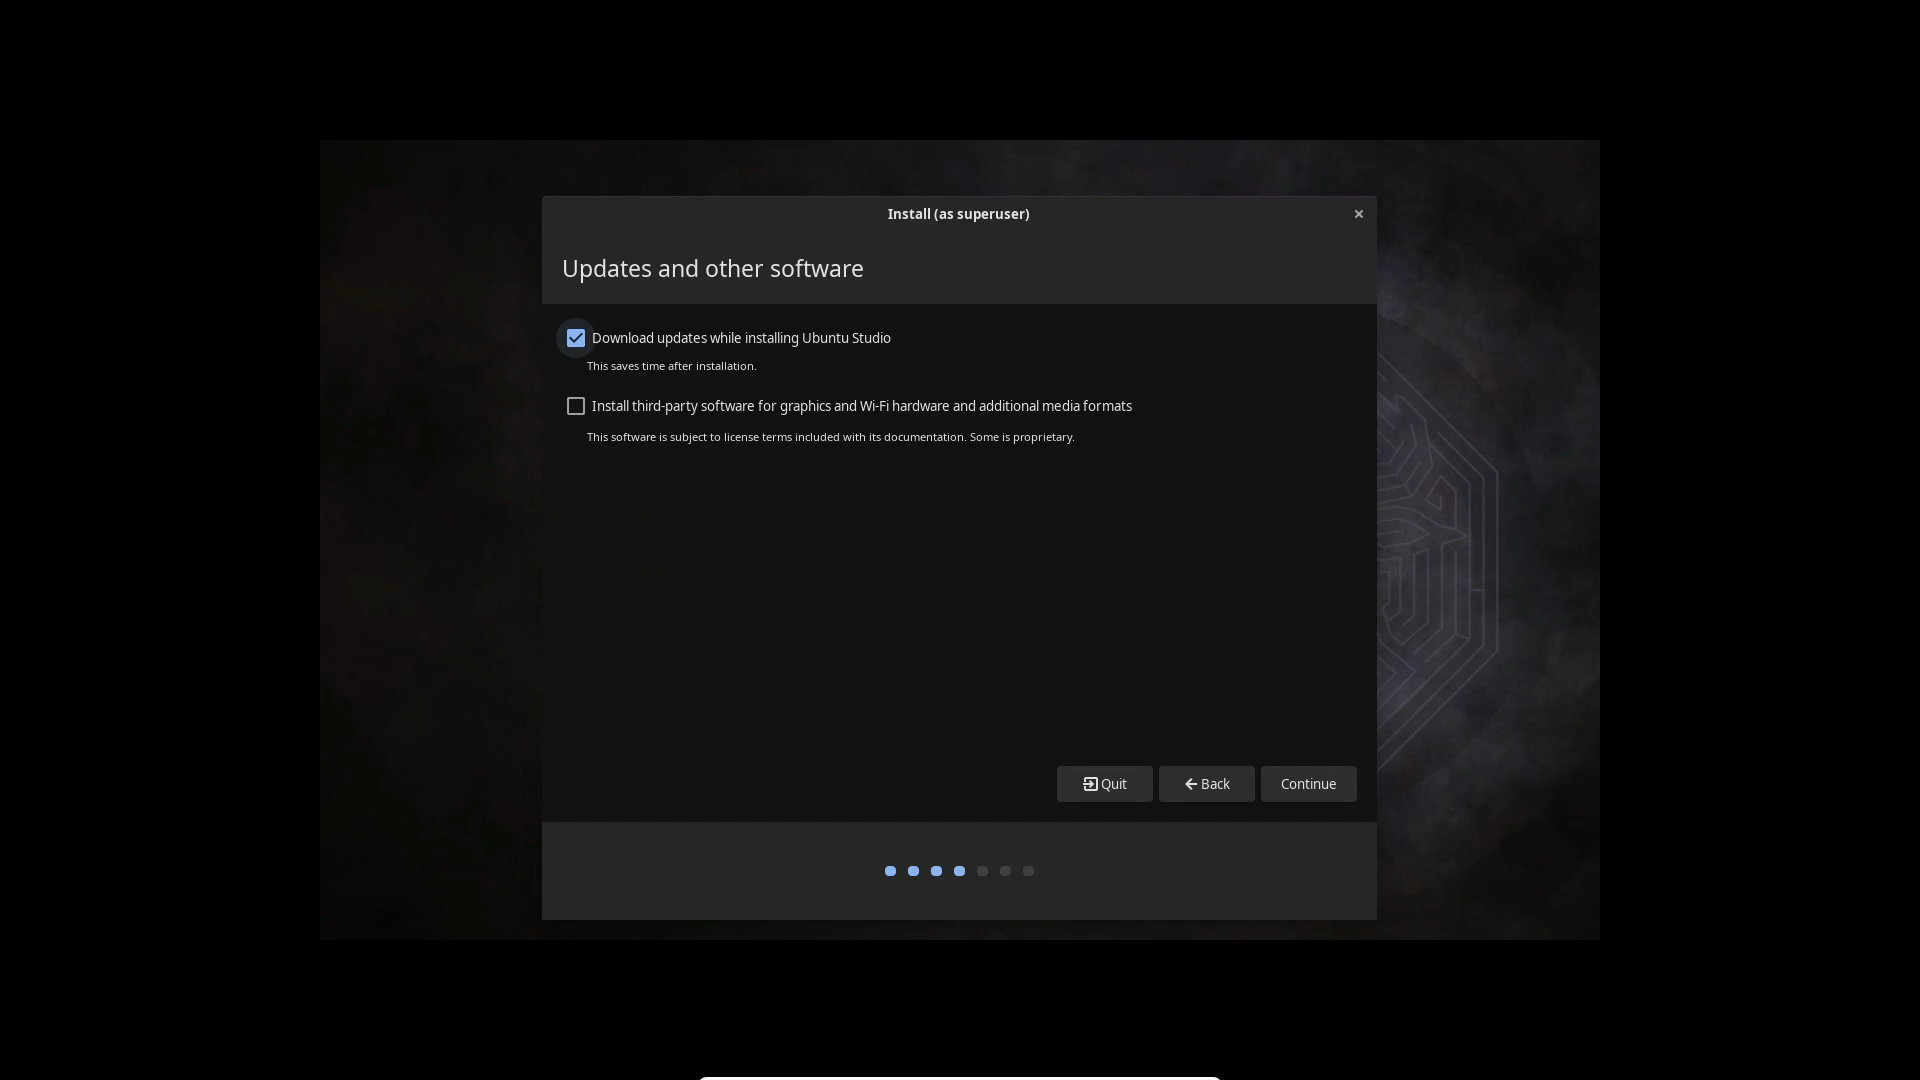 Install (as superuser)
Updates and other software
Download updates while installing Ubuntu Studio
This saves time after installation.
Install third-party software for graphics and Wi-Fi hardware and additional media formats
This software is subject to license terms included with its documentation. Some is proprietary.
Quit
Back
Continue